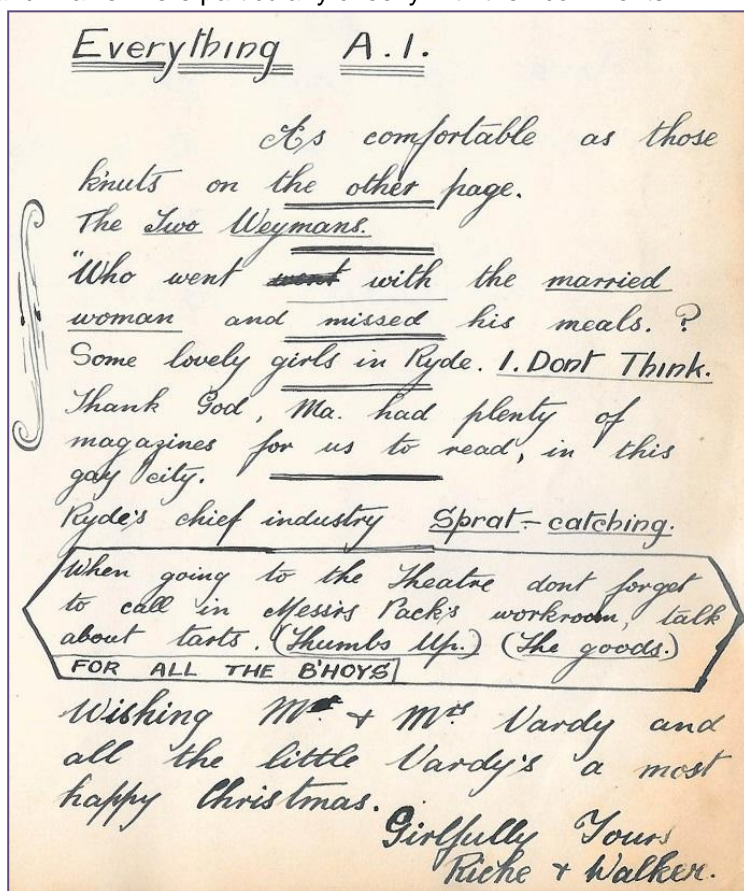 Everything A.1.
As comfortable as those
knuts on the other page.
The Two Weymans.
"Who went went with the married
woman and missed his meals. ?
Some lovely girls in Ryde. I. Dont Think.
Thank God, Ma. had plenty of
magazines for us to read, in this
gay city.
Ryde's chief industry Sprat-catching.
When going to the Theatre dont forget
to call in Messrs Pack's workroom, talk
about tarts. (Thumbs Up.) (The goods.)
FOR ALL THE B'HOYS
Wishing Mr & Mrs Vardy and
all the little Vardy's a most
happy Christmas.
Girlfully Yours
Riche & Walker.